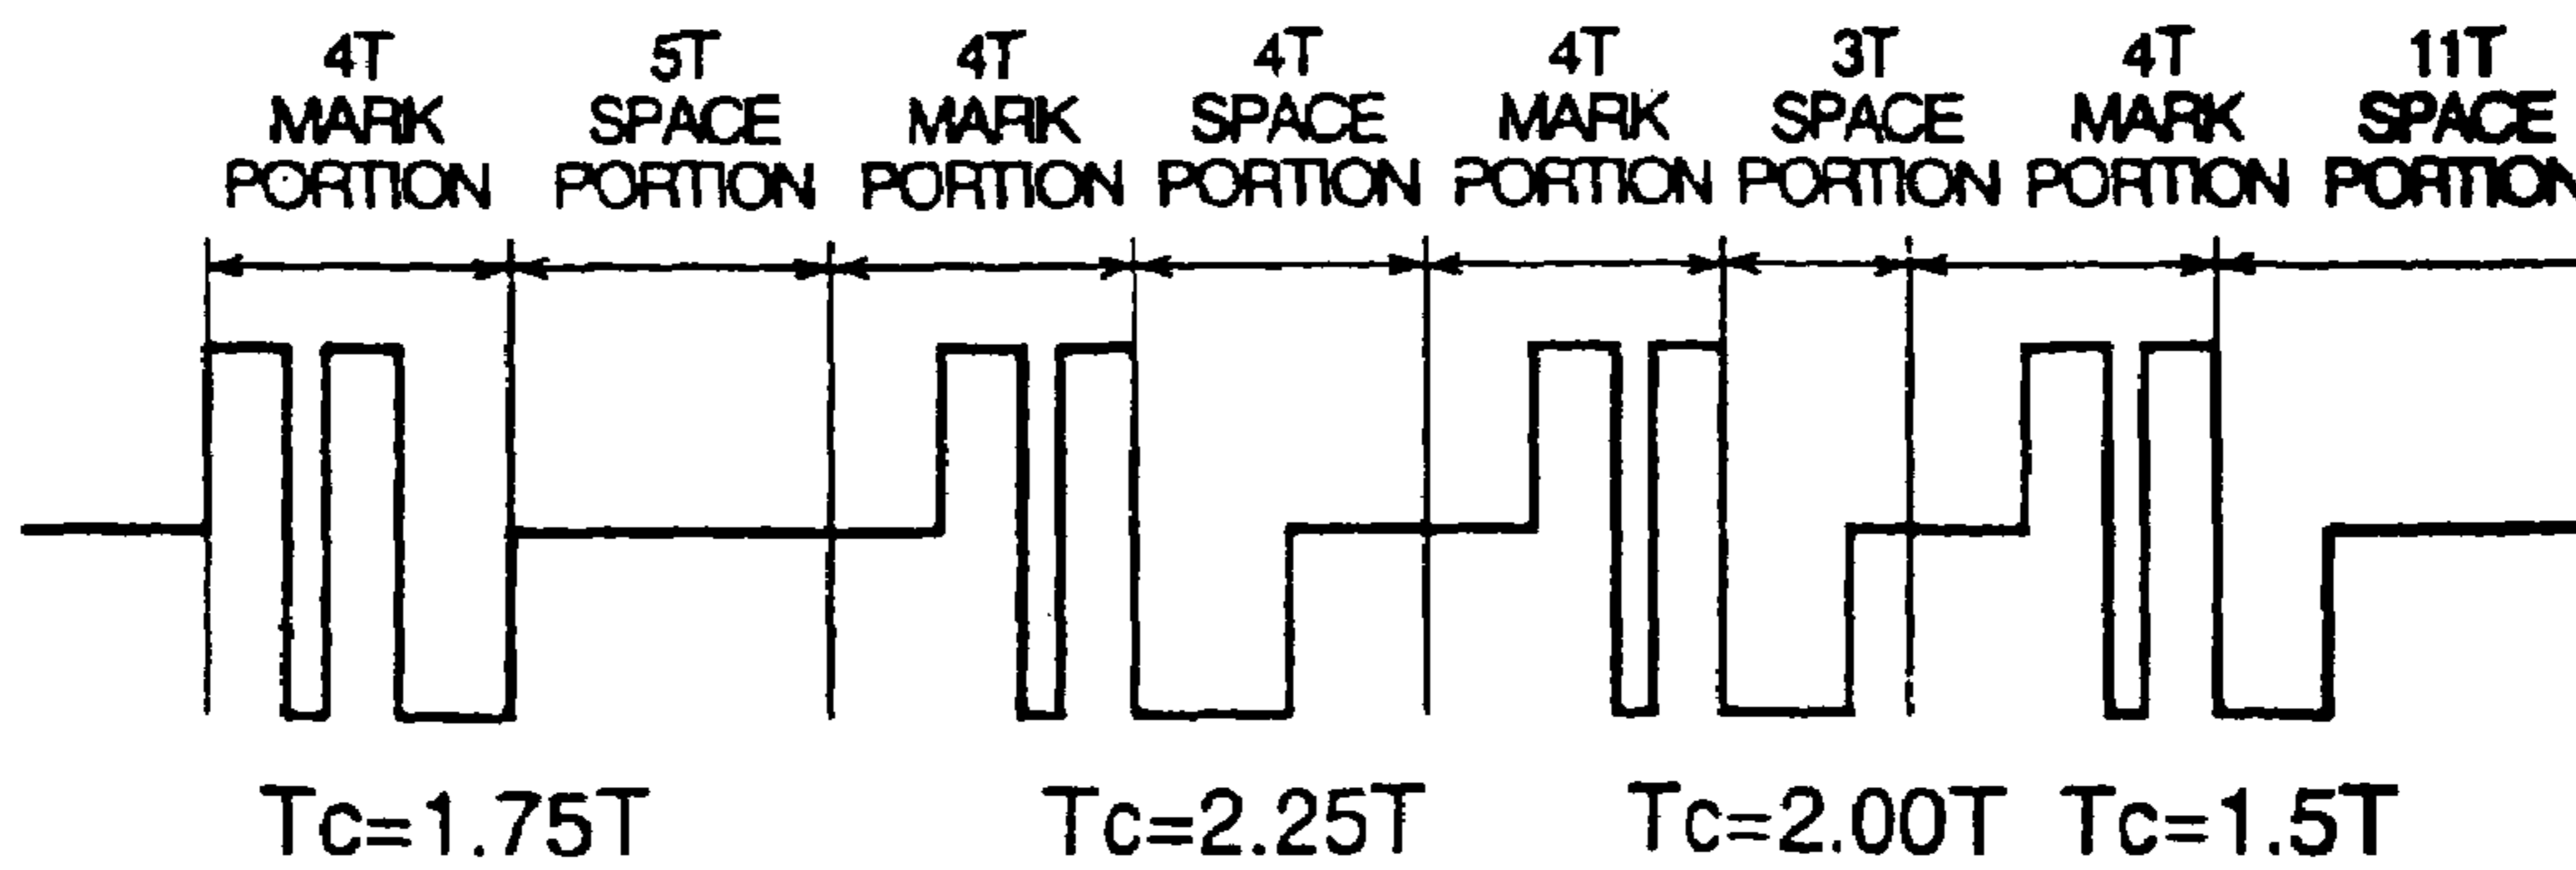 4T 5T 4T 4T 4T 3T 4T 11T
MARK SPACE MARK SPACE MARK SPACE MARK SPACE
PORTION PORTION PORTION PORTION PORTION PORTION PORTION PORTION
Tc=1.75T Tc=2.25T Tc=2.00T Tc=1.5T